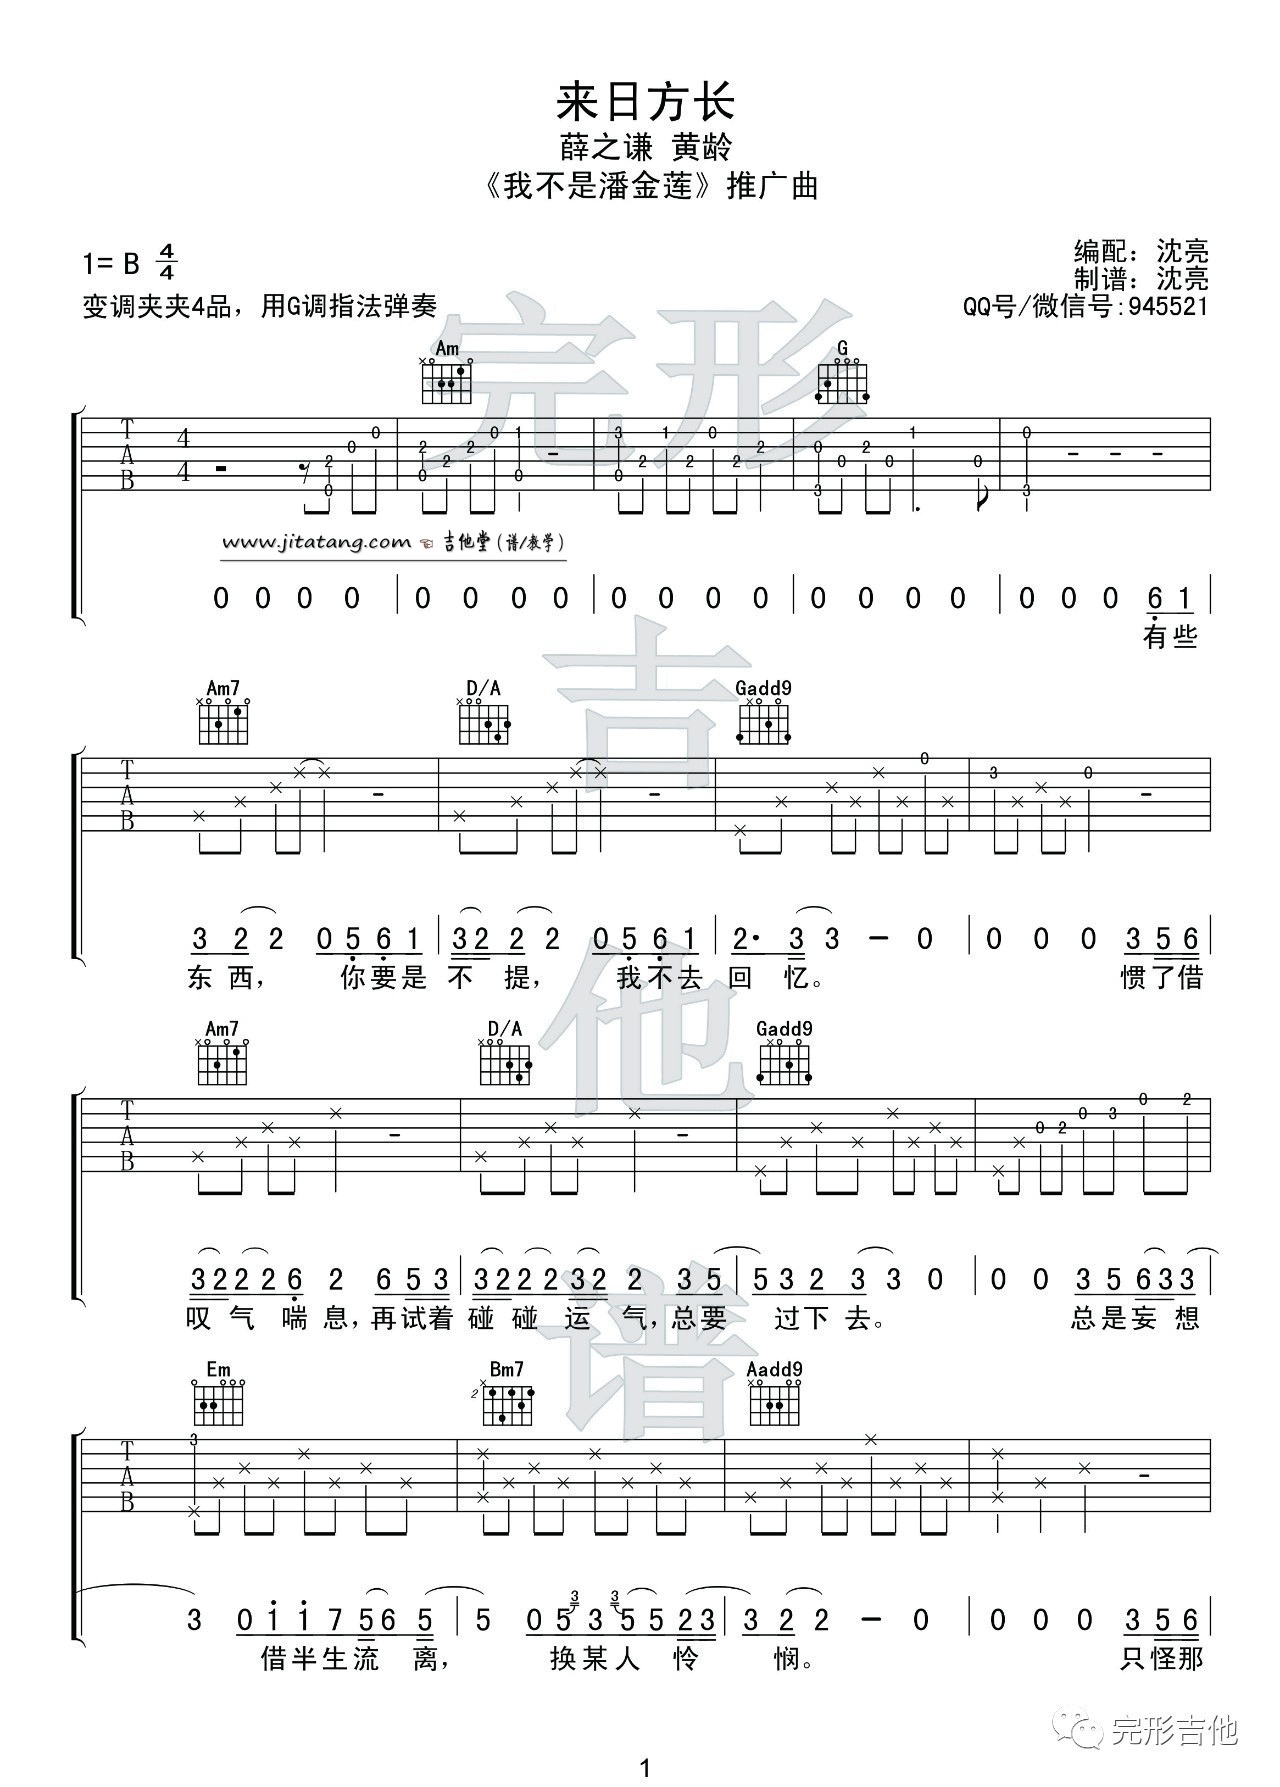 来日方长
薛之谦 黄龄
《我不是潘金莲》推广曲
1= B 4/4
编配：沈亮
制谱：沈亮
变调夹夹4品，用G调指法弹奏
QQ号/微信号:945521
Am G
TAB 4/4
www.jitatang.com ☜ 吉他堂(谱/教学)
0 0 0 0 | 0 0 0 0 | 0 0 0 0 | 0 0 0 0 | 0 0 0 6 1
有些
Am7 D/A Gadd9
TAB
3 2 2 0 5 6 1 | 3 2 2 2 0 5 6 1 | 2· 3 3 — 0 | 0 0 0 3 5 6
东西， 你要是不提， 我不去回忆。 惯了借
Am7 D/A Gadd9
TAB
3 2 2 2 6 2 6 5 3 | 3 2 2 2 3 2 2 3 5 | 5 3 2 3 3 0 | 0 0 3 5 6 3 3
叹气喘息，再试着碰碰运气，总要过下去。 总是妄想
Em Bm7 Aadd9
2
TAB
3 0 1 1 7 5 6 5 | 5 0 5 3 3 3 5 5 2 3 | 3 2 2 — 0 | 0 0 0 3 5 6
借半生流离， 换某人怜悯。 只怪那
完形吉他谱
完形吉他
1